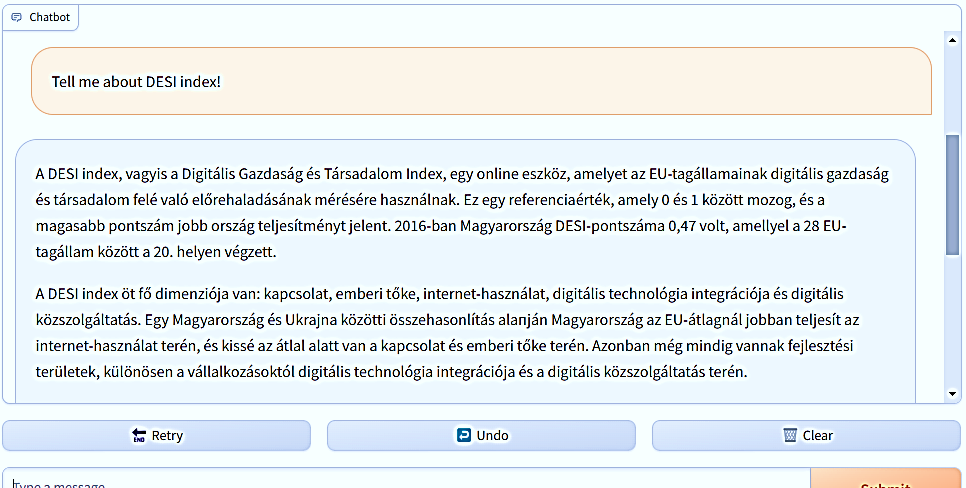 Chatbot
Tell me about DESI index!
A DESI index, vagyis a Digitális Gazdaság és Társadalom Index, egy online eszköz, amelyet az EU-tagállamainak digitális gazdaság
és társadalom felé való előrehaladásának mérésére használnak. Ez egy referenciaérték, amely 0 és 1 között mozog, és a
magasabb pontszám jobb ország teljesítményt jelent. 2016-ban Magyarország DESI-pontszáma 0,47 volt, amellyel a 28 EU-
tagállam között a 20. helyen végzett.
A DESI index öt fő dimenziója van: kapcsolat, emberi tőke, internet-használat, digitális technológia integrációja és digitális
közszolgáltatás. Egy Magyarország és Ukrajna közötti összehasonlítás alапján Magyarország az EU-átlagnál jobban teljesít az
internet-használat terén, és kissé az átlal alatt van a kapcsolat és emberi tőke terén. Azonban még mindig vannak fejlesztési
területek, különösen a vállalkozásoktól digitális technológia integrációja és a digitális közszolgáltatás terén.
END Retry
Undo
Clear
Type a message
Submit